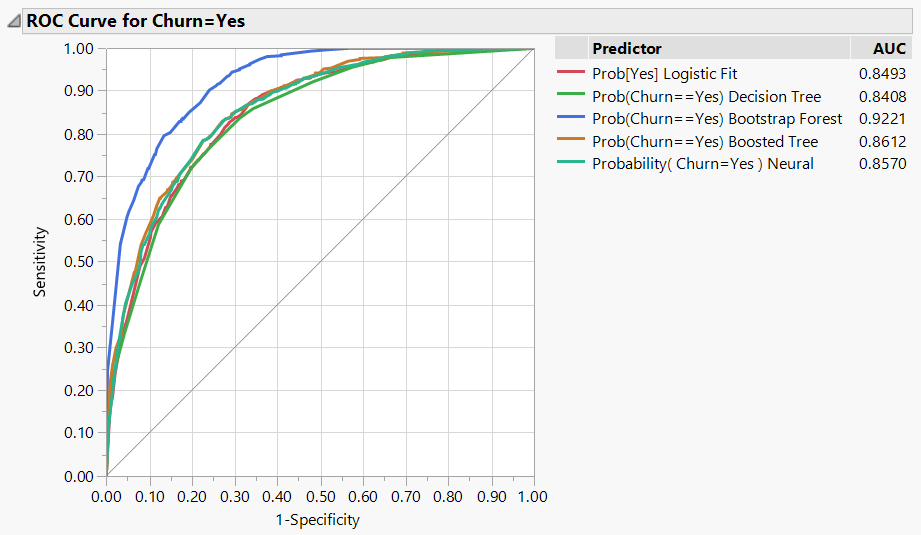 ROC Curve for Churn=Yes
Predictor AUC
Prob[Yes] Logistic Fit 0.8493
Prob(Churn==Yes) Decision Tree 0.8408
Prob(Churn==Yes) Bootstrap Forest 0.9221
Prob(Churn==Yes) Boosted Tree 0.8612
Probability( Churn=Yes ) Neural 0.8570
Sensitivity
1.00
0.90
0.80
0.70
0.60
0.50
0.40
0.30
0.20
0.10
0.00
0.00 0.10 0.20 0.30 0.40 0.50 0.60 0.70 0.80 0.90 1.00
1-Specificity